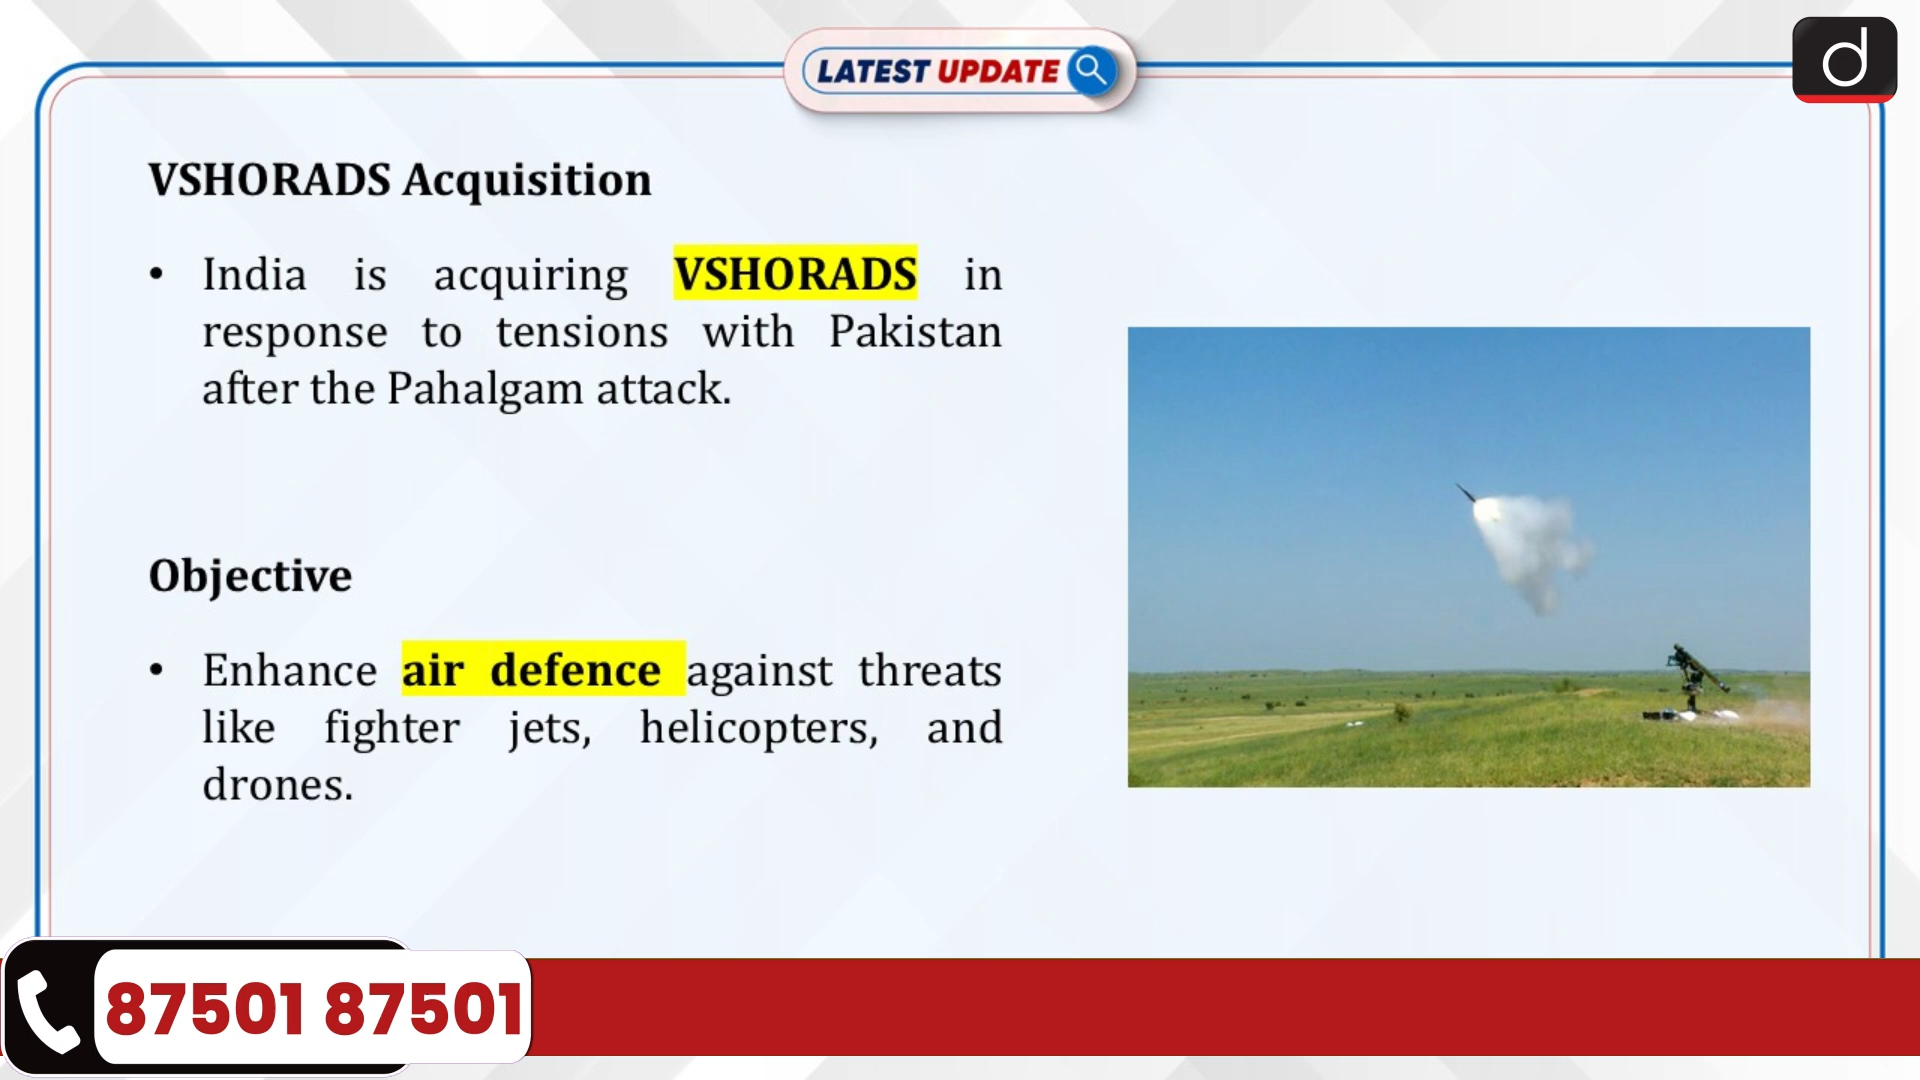 LATEST UPDATE
d
VSHORADS Acquisition
• India is acquiring VSHORADS in
response to tensions with Pakistan
after the Pahalgam attack.
Objective
• Enhance air defence against threats
like fighter jets, helicopters, and
drones.
87501 87501